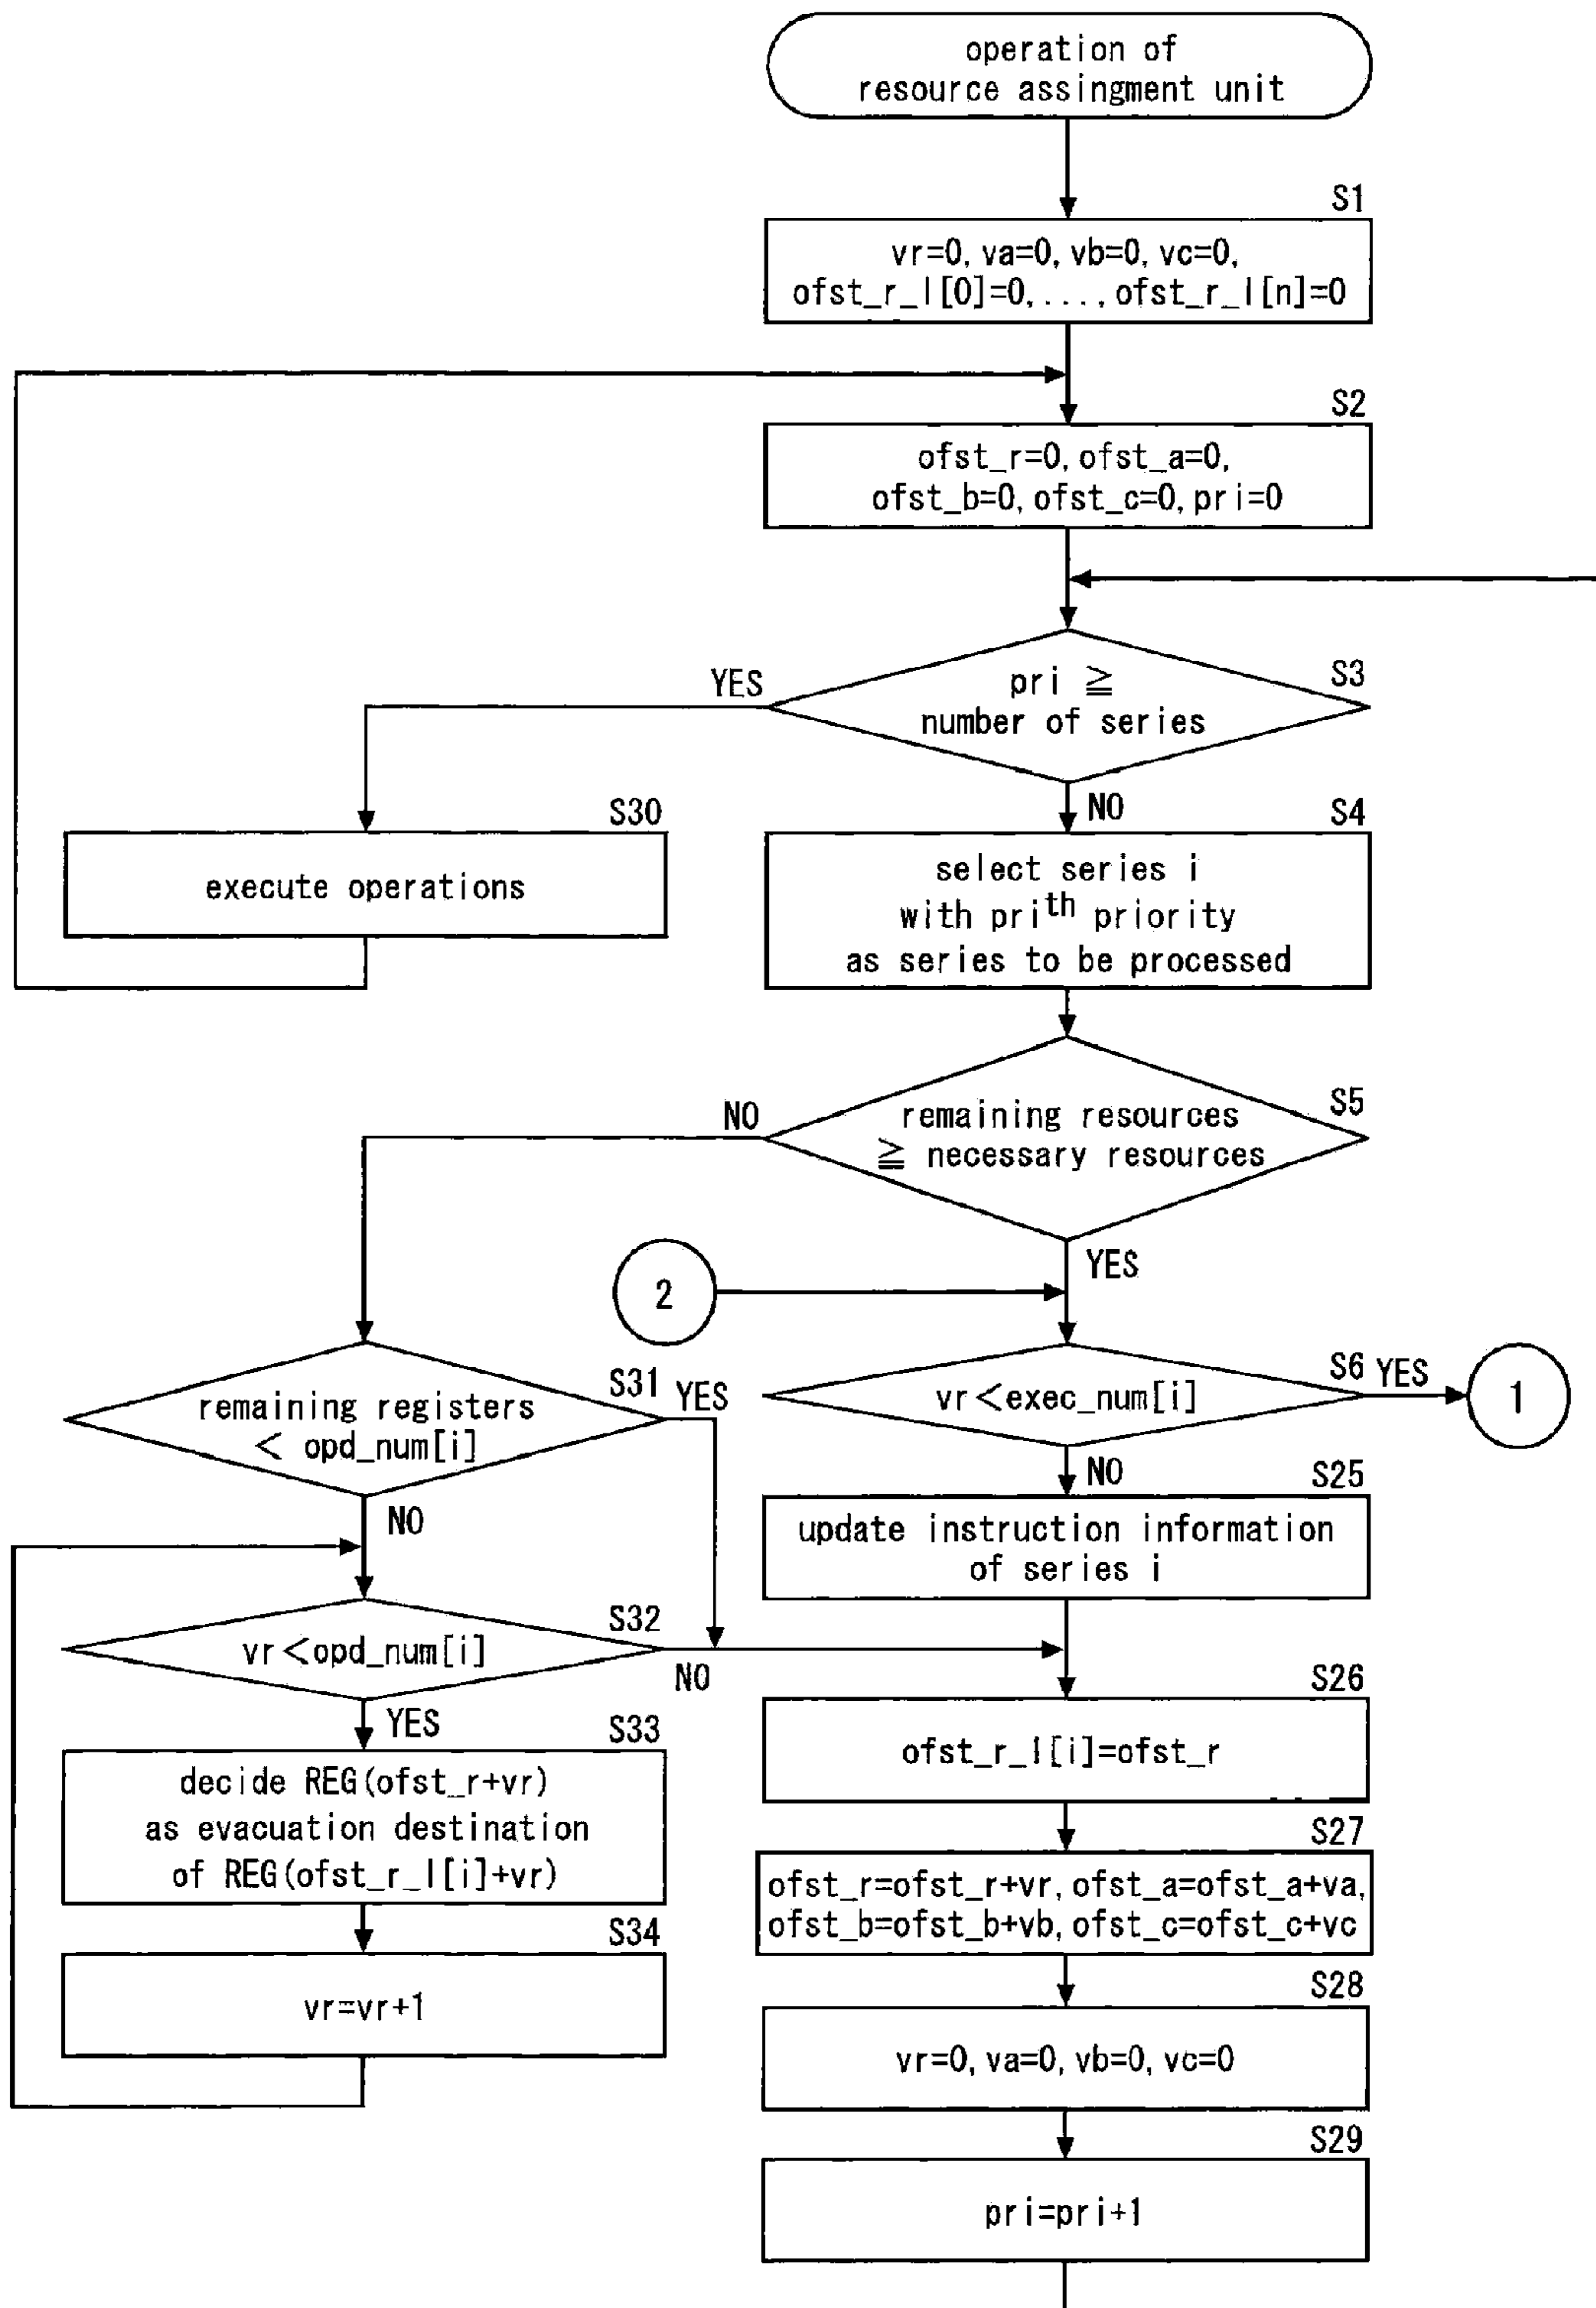 operation of
resource assingment unit
S1
vr=0, va=0, vb=0, vc=0,
ofst_r_l[0]=0, ...., ofst_r_l[n]=0
S2
ofst_r=0, ofst_a=0,
ofst_b=0, ofst_c=0, pri=0
S3
YES
pri ≧
number of series
NO
S30
execute operations
S4
select series i
with pri^th priority
as series to be processed
S5
NO
remaining resources
≧ necessary resources
YES
2
S31
YES
remaining registers
< opd_num[i]
NO
S6
YES
vr<exec_num[i]
1
NO
S25
update instruction information
of series i
S32
vr<opd_num[i]
NO
YES
S26
ofst_r_l[i]=ofst_r
S33
decide REG(ofst_r+vr)
as evacuation destination
of REG(ofst_r_l[i]+vr)
S27
ofst_r=ofst_r+vr, ofst_a=ofst_a+va,
ofst_b=ofst_b+vb, ofst_c=ofst_c+vc
S34
vr=vr+1
S28
vr=0, va=0, vb=0, vc=0
S29
pri=pri+1